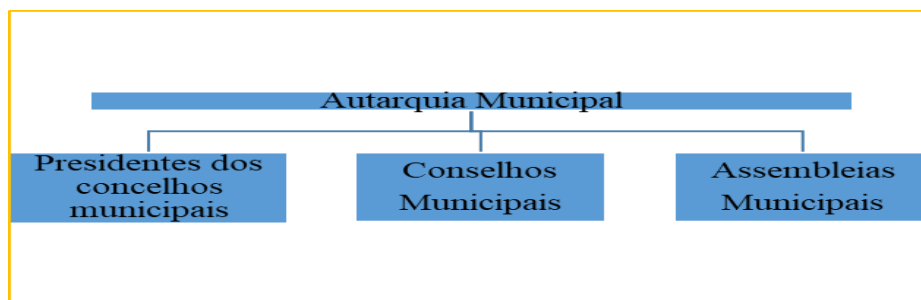 Autarquia Municipal
Presidentes dos
concelhos
municipais
Conselhos
Municipais
Assembleias
Municipais